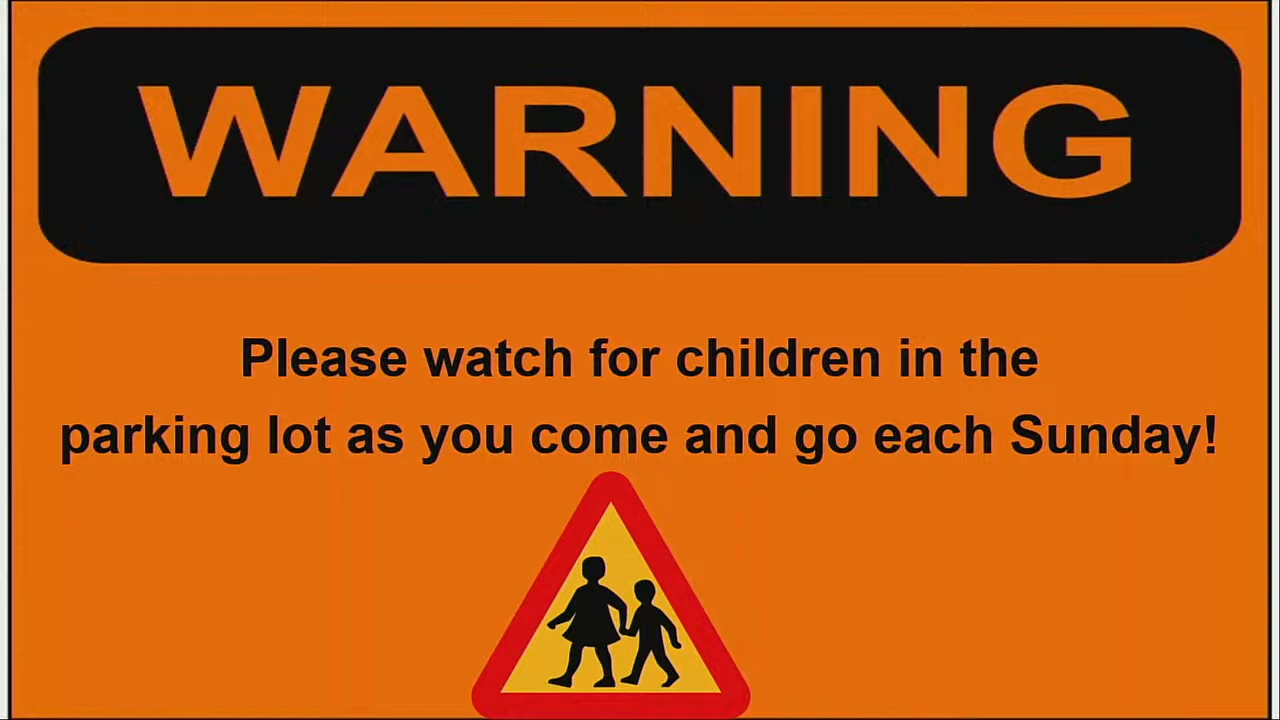 WARNING
Please watch for children in the
parking lot as you come and go each Sunday!